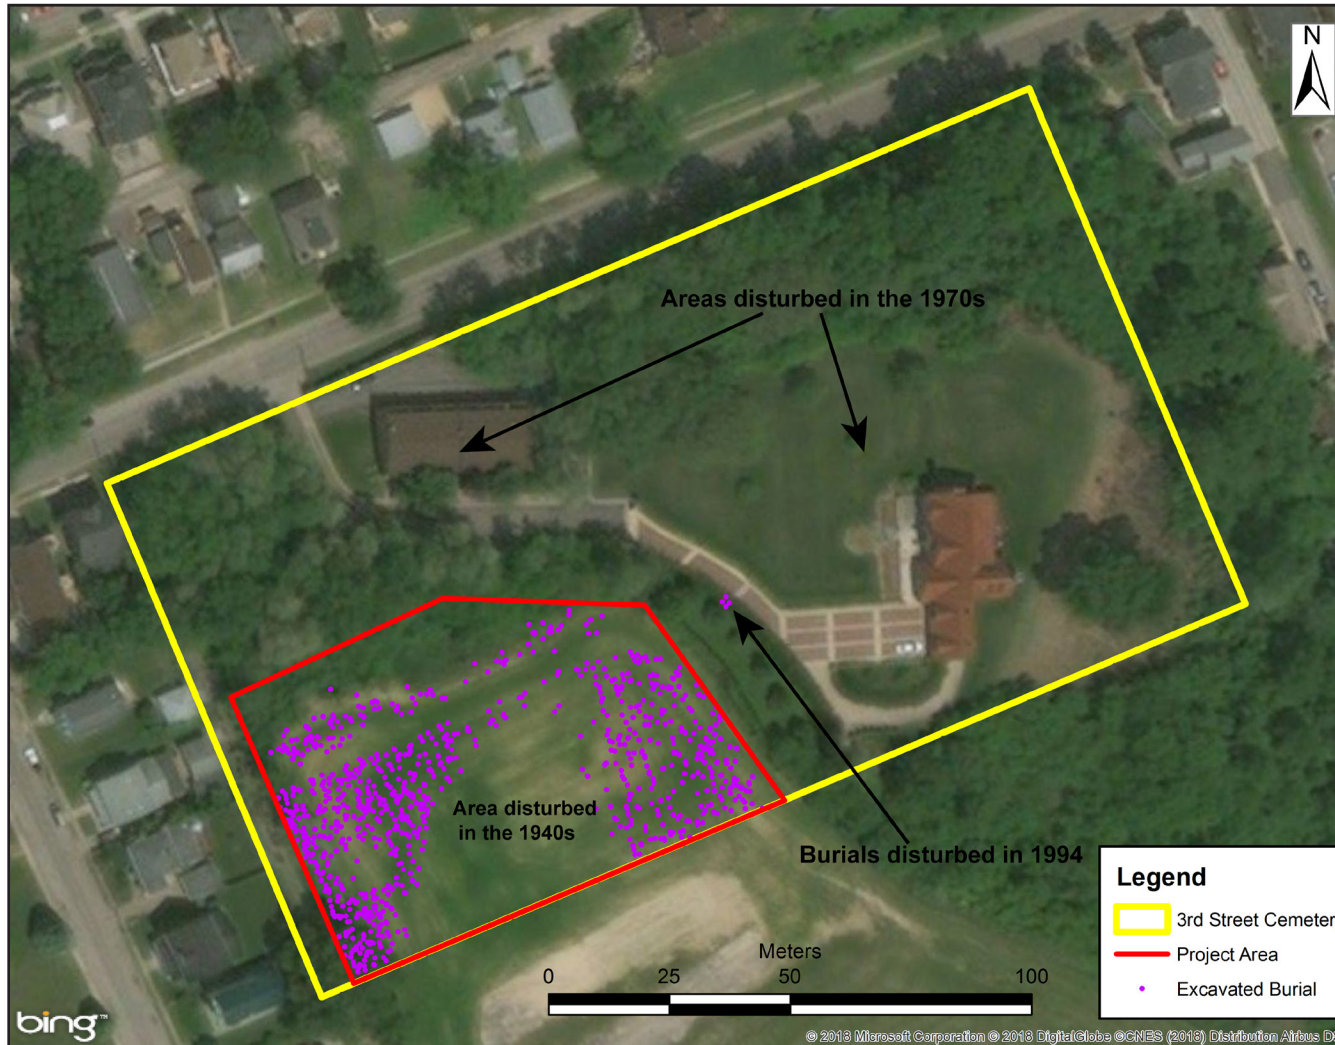 N
Areas disturbed in the 1970s
Area disturbed
in the 1940s
Burials disturbed in 1994
Meters
0 25 50 100
Legend
3rd Street Cemeter
Project Area
Excavated Burial
bing™
© 2018 Microsoft Corporation © 2018 DigitalGlobe ©CNES (2018) Distribution Airbus D